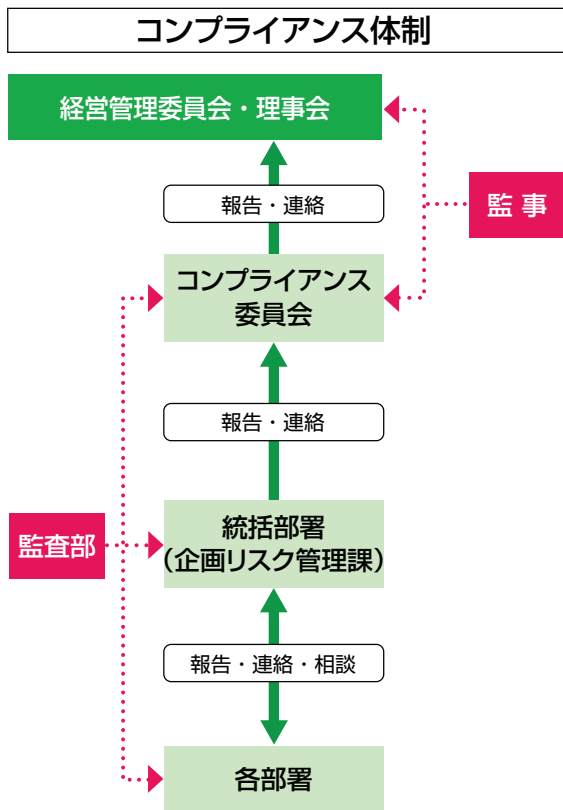 コンプライアンス体制
経営管理委員会・理事会
報告・連絡
監事
コンプライアンス
委員会
報告・連絡
監査部
統括部署
（企画リスク管理課）
報告・連絡・相談
各部署